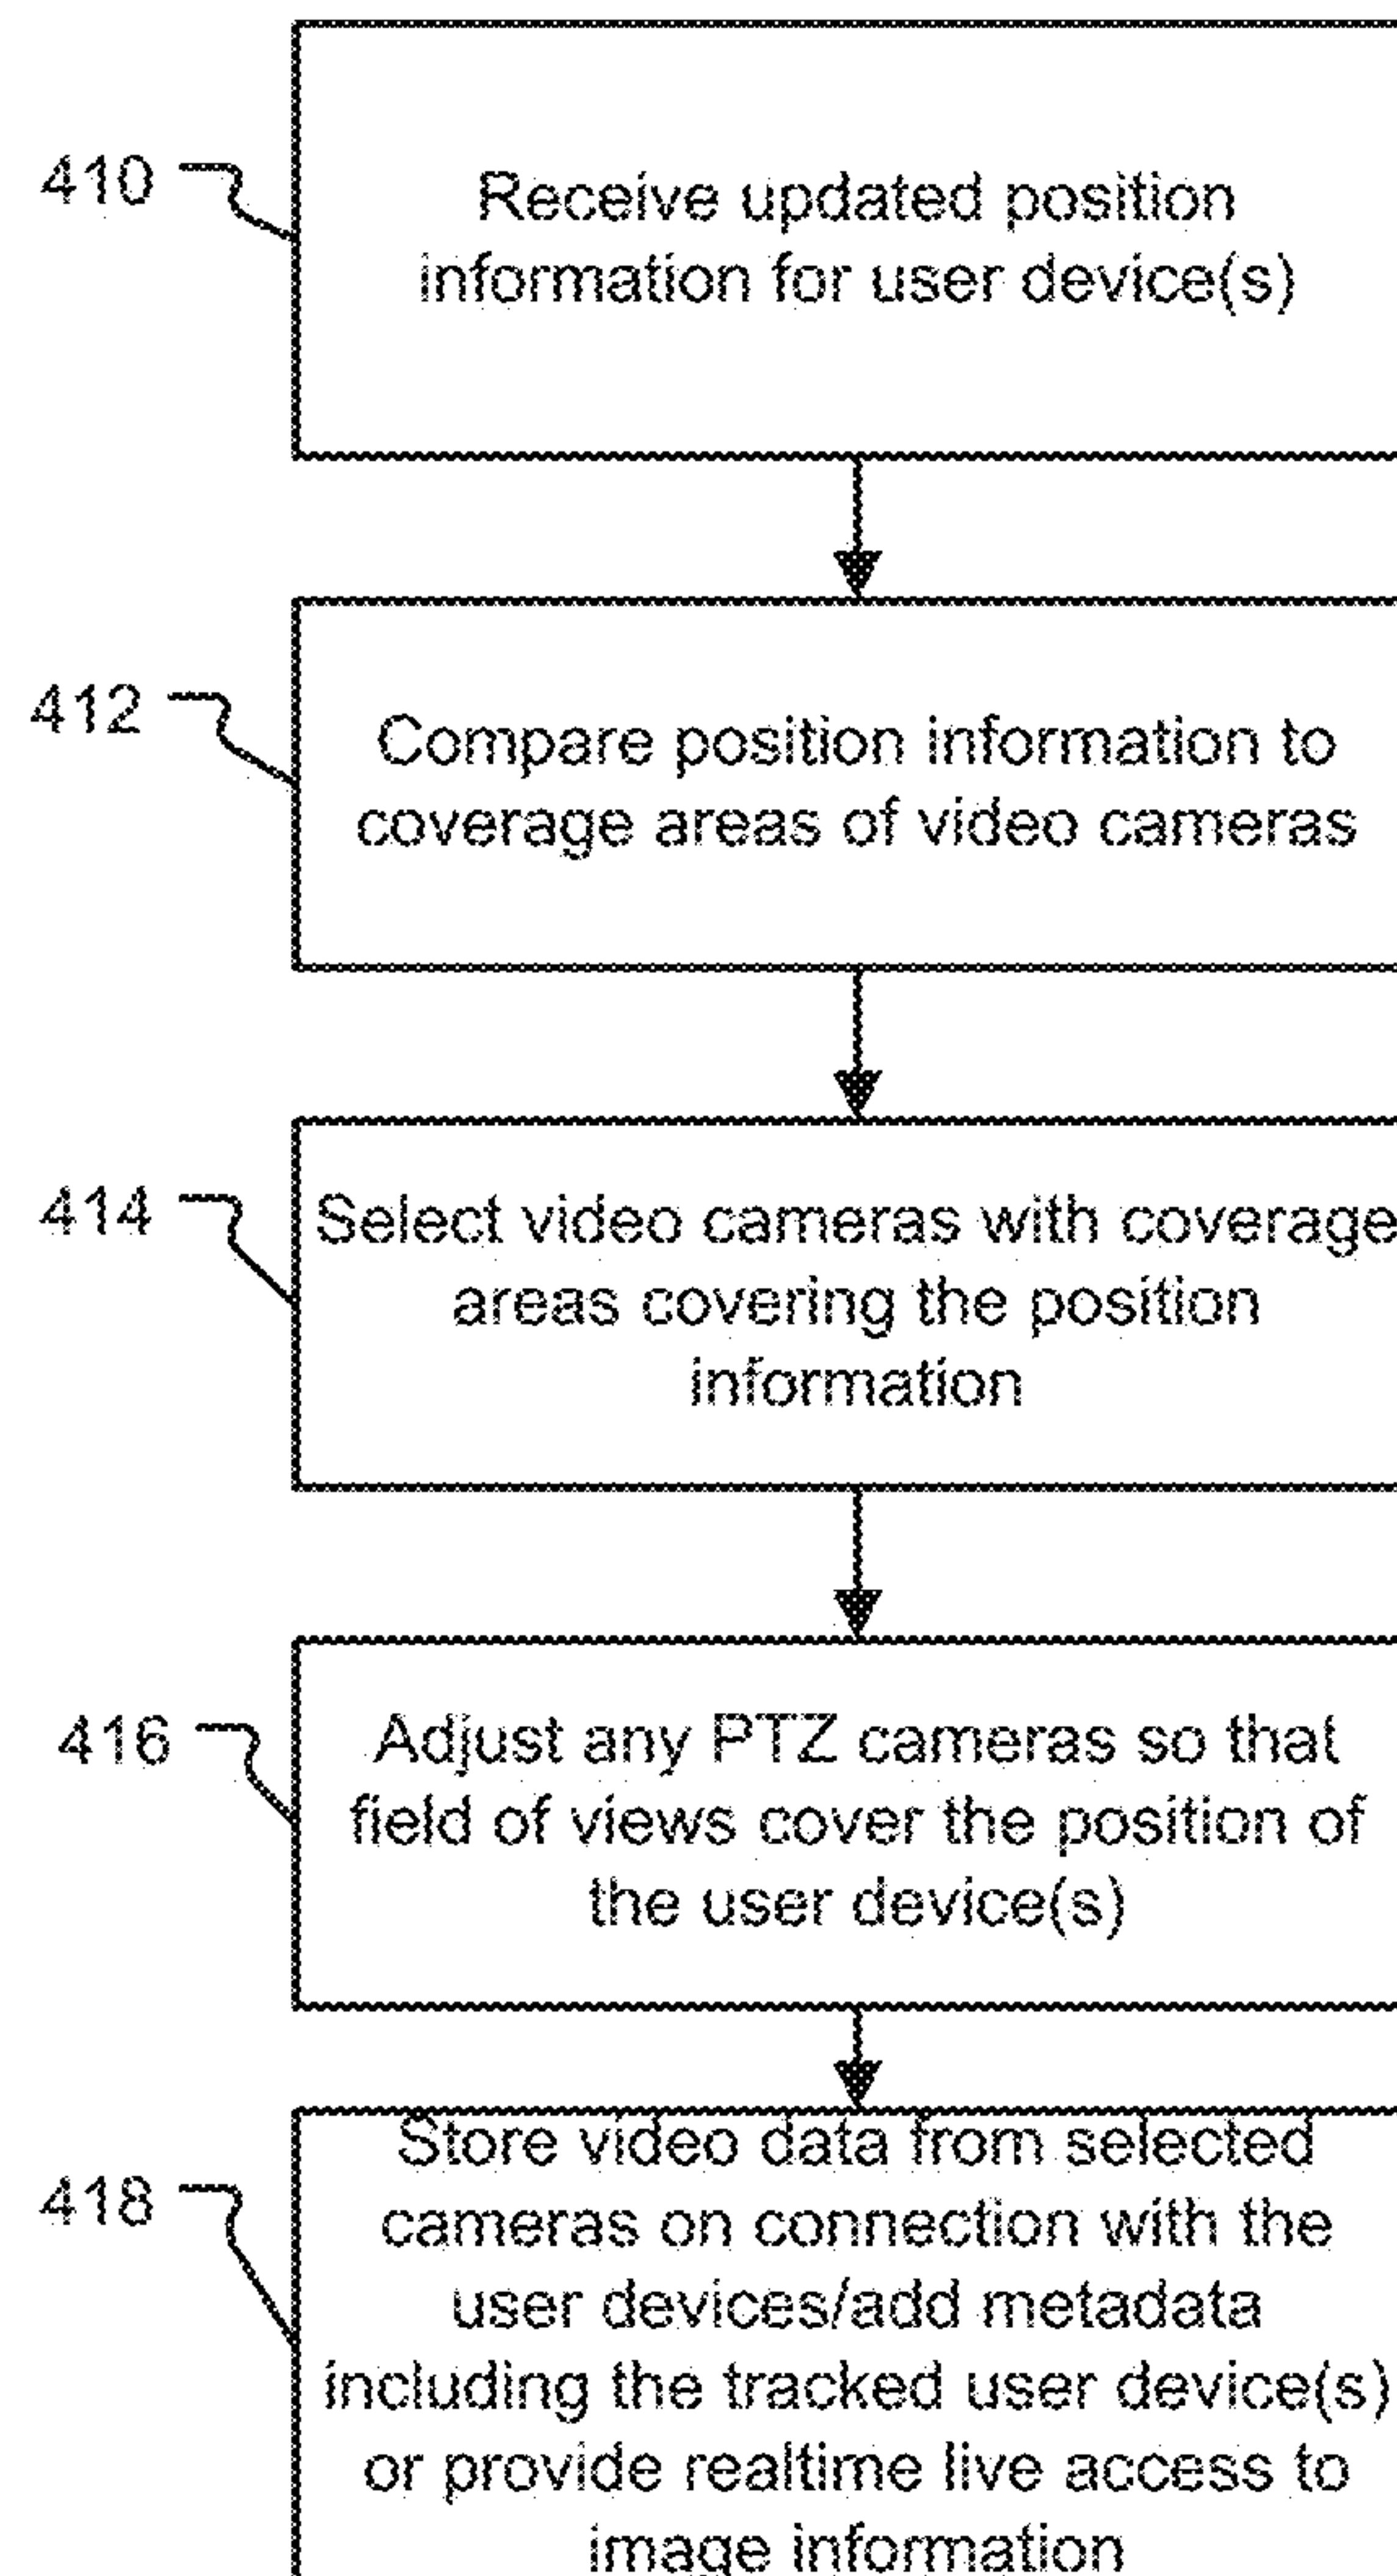 410
Receive updated position
information for user device(s)
412
Compare position information to
coverage areas of video cameras
414
Select video cameras with coverage
areas covering the position
information
416
Adjust any PTZ cameras so that
field of views cover the position of
the user device(s)
418
Store video data from selected
cameras on connection with the
user devices/add metadata
including the tracked user device(s)
or provide realtime live access to
image information